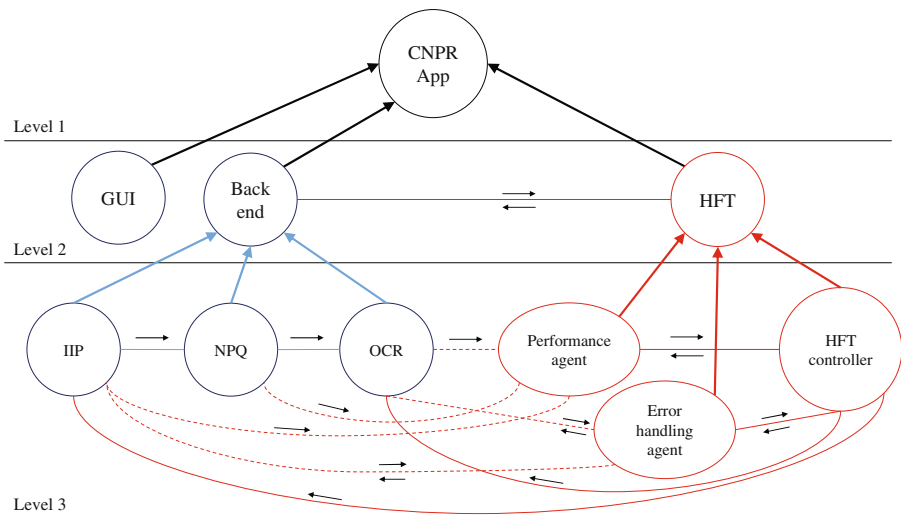 CNPR
App
Level 1
GUI
Back
end
HFT
Level 2
IIP
NPQ
OCR
Performance
agent
HFT
controller
Error
handling
agent
Level 3